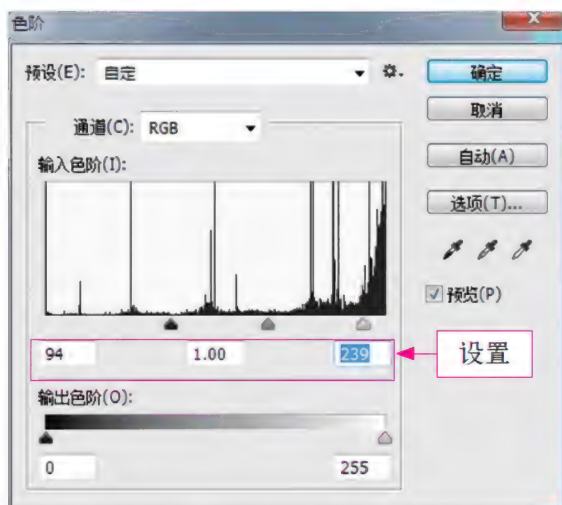 色阶
预设(E): 自定
确定
取消
通道(C): RGB
自动(A)
输入色阶(I):
选项(T)...
预览(P)
94 1.00 239
设置
输出色阶(O):
0 255